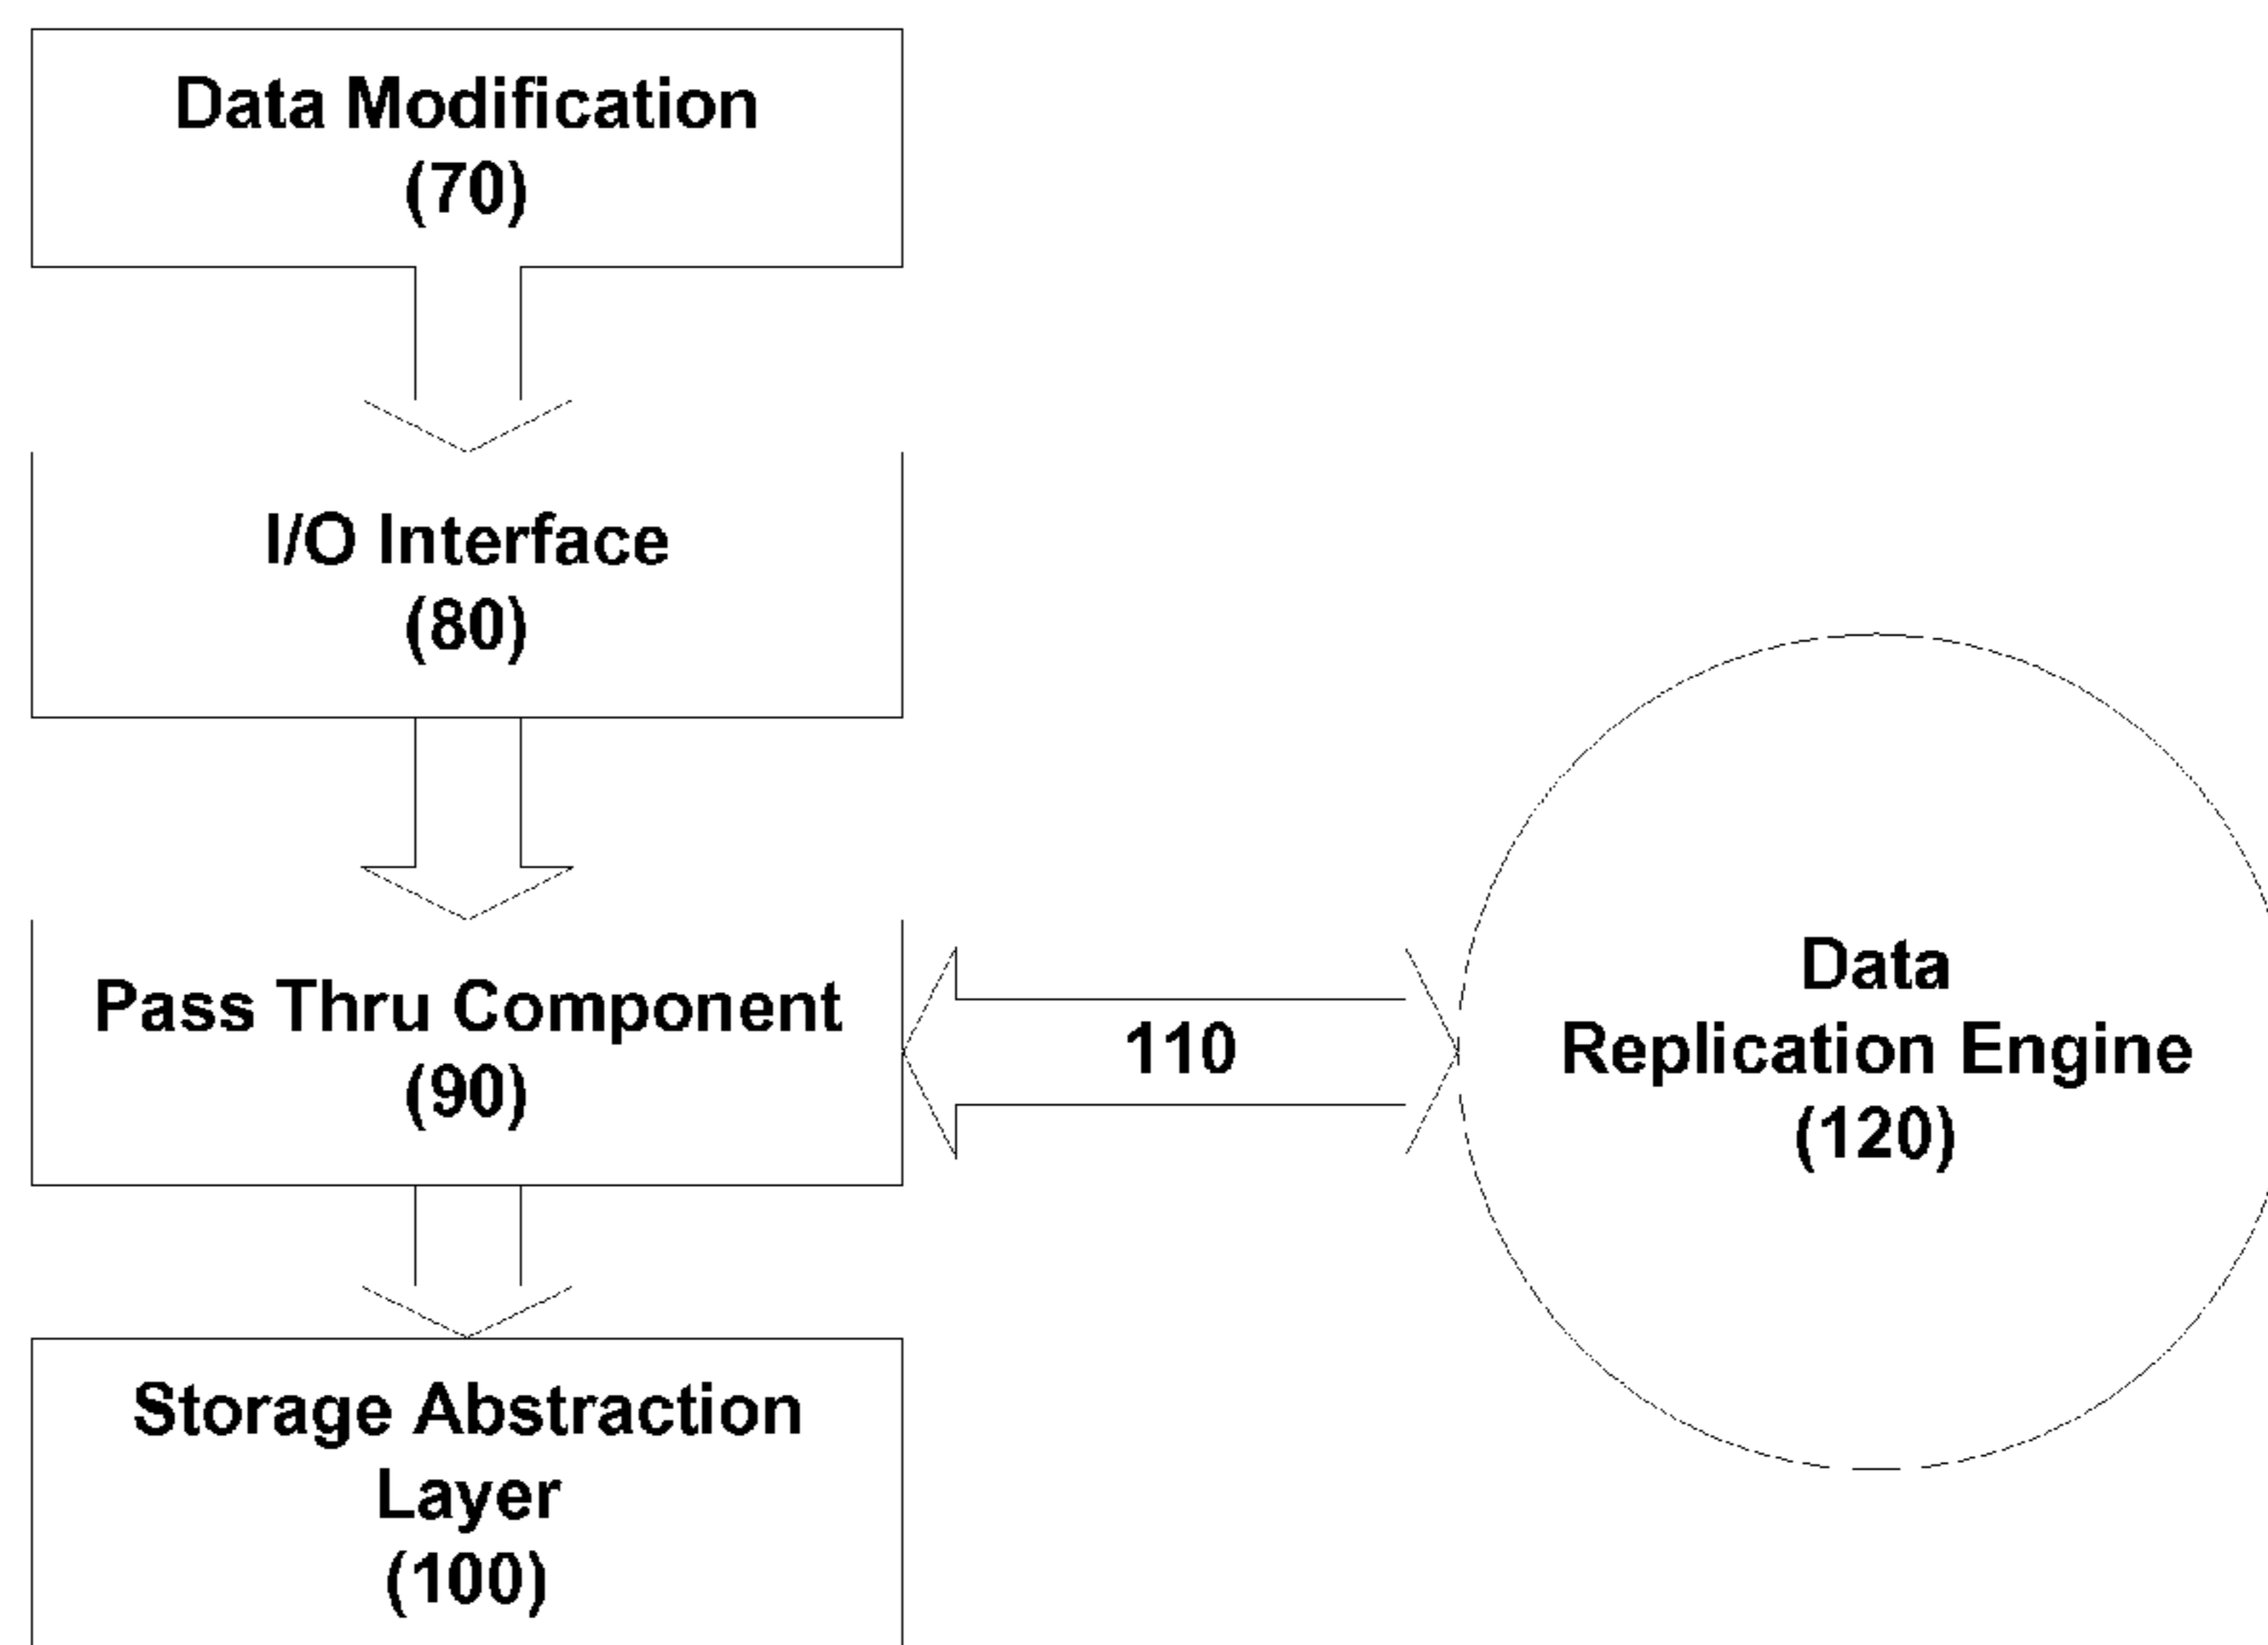 Data Modification
(70)
I/O Interface
(80)
Pass Thru Component
(90)
110
Data
Replication Engine
(120)
Storage Abstraction
Layer
(100)